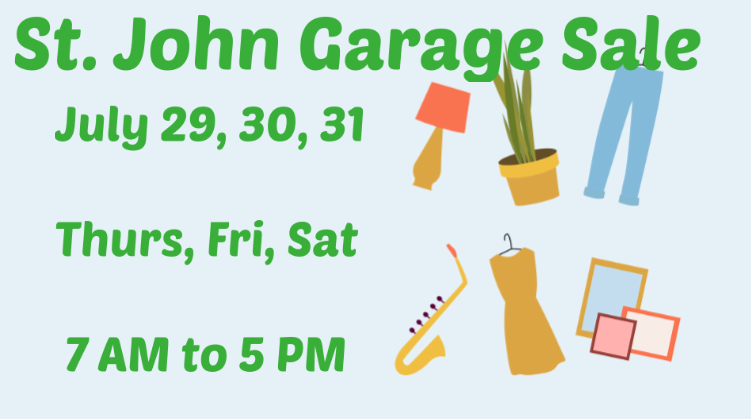 St. John Garage Sale
July 29, 30, 31
Thurs, Fri, Sat
7 AM to 5 PM